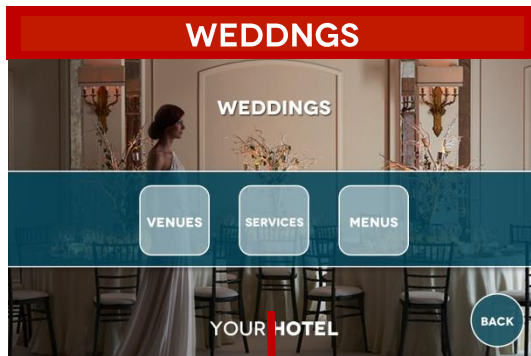 WEDDNGS
WEDDINGS
VENUES
SERVICES
MENUS
YOUR HOTEL
BACK